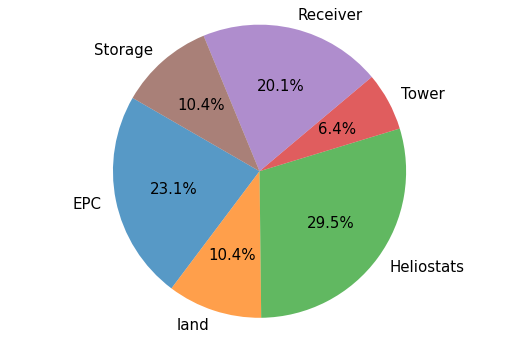 Receiver
20.1%
Storage
10.4%
Tower
6.4%
EPC
23.1%
Heliostats
29.5%
land
10.4%